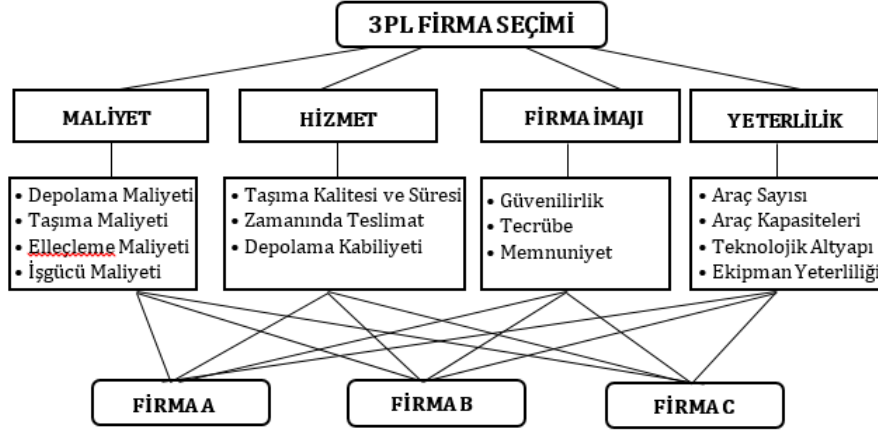 3PL FİRMA SEÇİMİ
MALİYET
HİZMET
FİRMA İMAJI
YETERLİLİK
• Depolama Maliyeti
• Taşıma Maliyeti
• Elleçleme Maliyeti
• İşgücü Maliyeti
• Taşıma Kalitesi ve Süresi
• Zamanında Teslimat
• Depolama Kabiliyeti
• Güvenilirlik
• Tecrübe
• Memnuniyet
• Araç Sayısı
• Araç Kapasiteleri
• Teknolojik Altyapı
• Ekipman Yeterliliği
FİRMA A
FİRMA B
FİRMA C